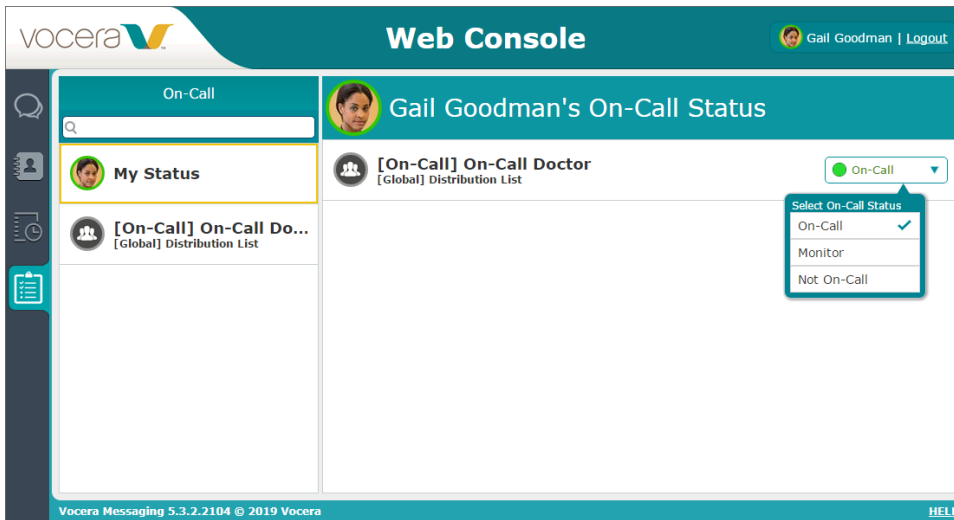 vocera
Web Console
Gail Goodman | Logout
On-Call
Gail Goodman's On-Call Status
My Status
[On-Call] On-Call Do...
[Global] Distribution List
[On-Call] On-Call Doctor
[Global] Distribution List
On-Call
Select On-Call Status
On-Call
Monitor
Not On-Call
Vocera Messaging 5.3.2.2104 © 2019 Vocera
HELP